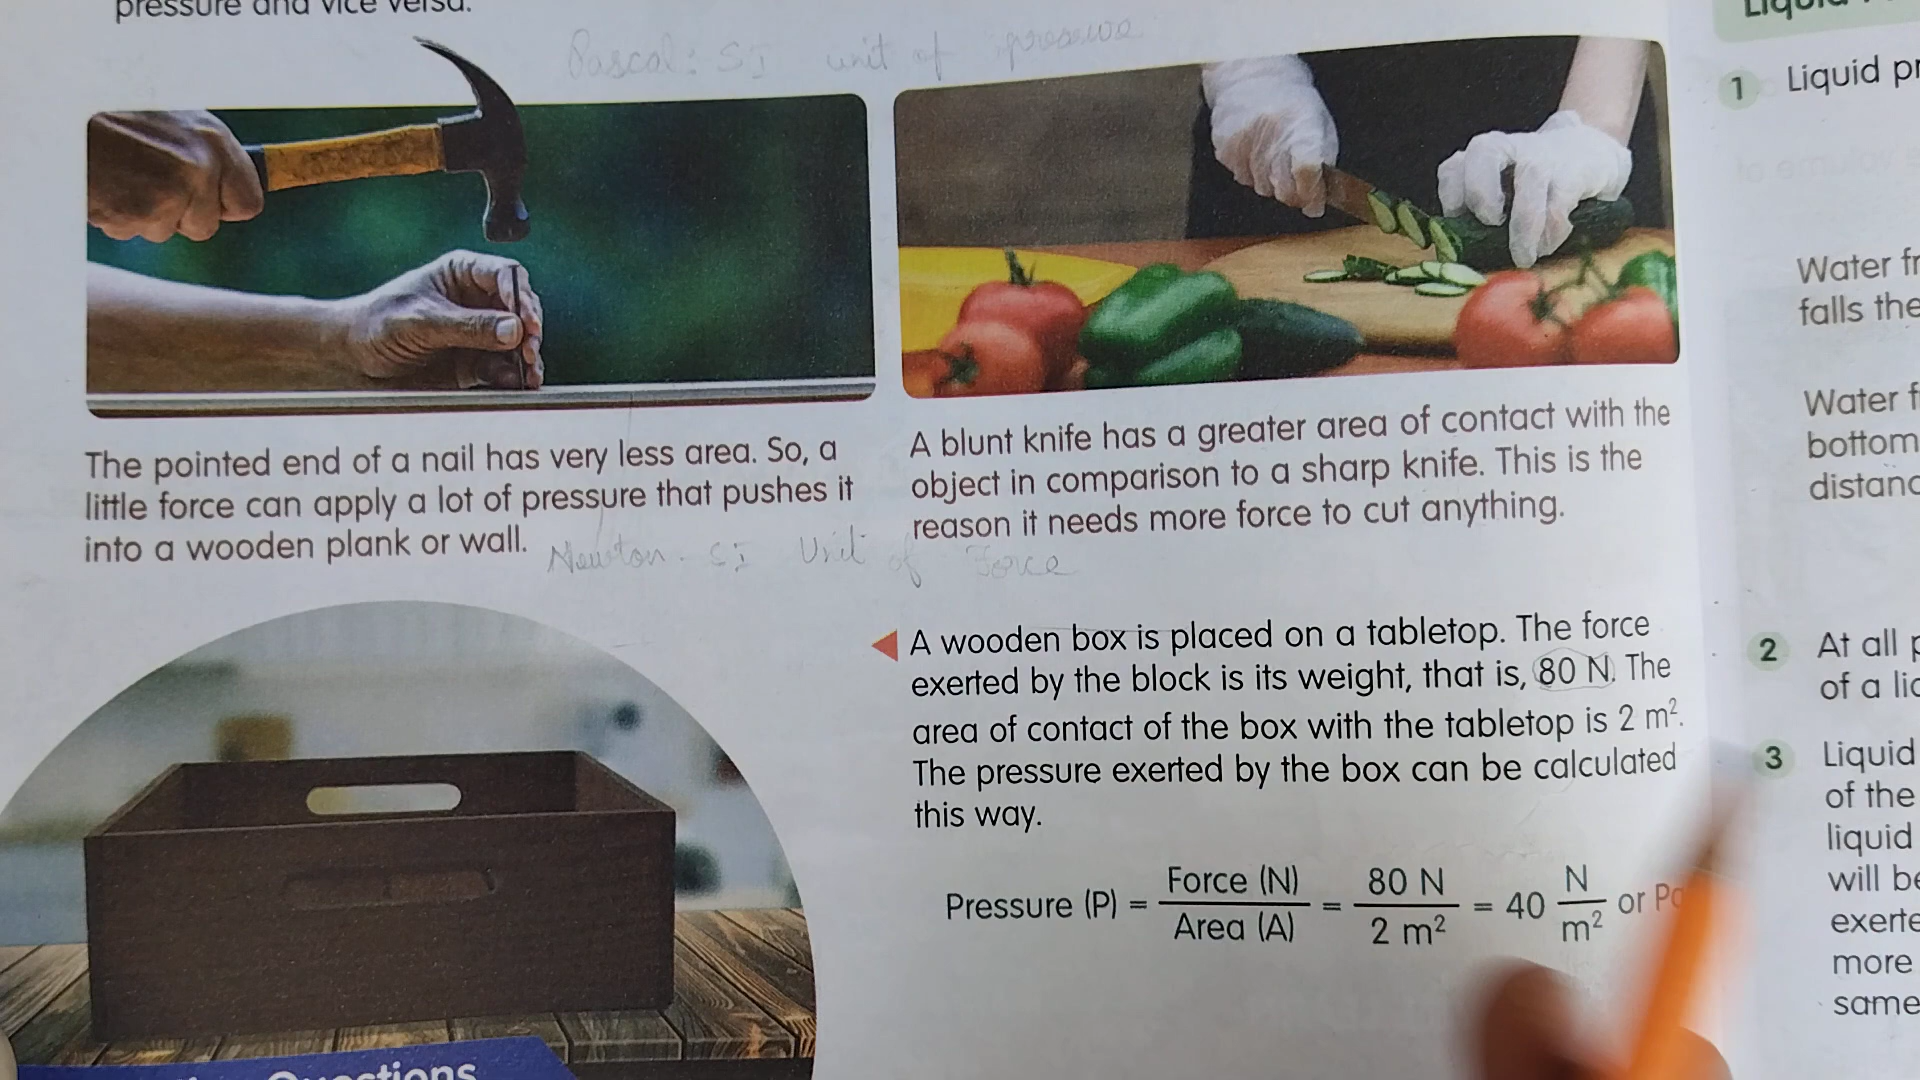 pressure and vice versa.
Pascal: SI unit of pressure
The pointed end of a nail has very less area. So, a
little force can apply a lot of pressure that pushes it
into a wooden plank or wall.
A blunt knife has a greater area of contact with the
object in comparison to a sharp knife. This is the
reason it needs more force to cut anything.
Newton. SI Unit of Force
A wooden box is placed on a tabletop. The force
exerted by the block is its weight, that is, 80 N. The
area of contact of the box with the tabletop is 2 m².
The pressure exerted by the box can be calculated
this way.
Pressure (P) = Force (N) / Area (A) = 80 N / 2 m² = 40 N / m² or Pa
Questions
Liquid
1 Liquid pr
Water fr
falls the
Water f
bottom
distanc
2 At all p
of a lic
3 Liquid
of the
liquid
will be
exerte
more
same